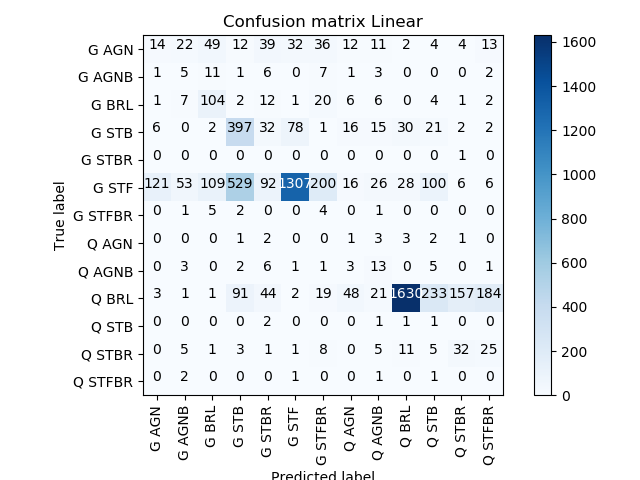 Confusion matrix Linear
True label
G AGN 14 22 49 12 39 32 36 12 11 2 4 4 13
G AGNB 1 5 11 1 6 0 7 1 3 0 0 0 2
G BRL 1 7 104 2 12 1 20 6 6 0 4 1 2
G STB 6 0 2 397 32 78 1 16 15 30 21 2 2
G STBR 0 0 0 0 0 0 0 0 0 0 0 1 0
G STF 121 53 109 529 92 1307 200 16 26 28 100 6 6
G STFBR 0 1 5 2 0 0 4 0 1 0 0 0 0
Q AGN 0 0 0 1 2 0 0 1 3 3 2 1 0
Q AGNB 0 3 0 2 6 1 1 3 13 0 5 0 1
Q BRL 3 1 1 91 44 2 19 48 21 1630 233 157 184
Q STB 0 0 0 0 2 0 0 0 1 1 1 0 0
Q STBR 0 5 1 3 1 1 8 0 5 11 5 32 25
Q STFBR 0 2 0 0 0 1 0 0 1 0 1 0 0
G AGN G AGNB G BRL G STB G STBR G STF G STFBR Q AGN Q AGNB Q BRL Q STB Q STBR Q STFBR
Predicted label
1600
1400
1200
1000
800
600
400
200
0